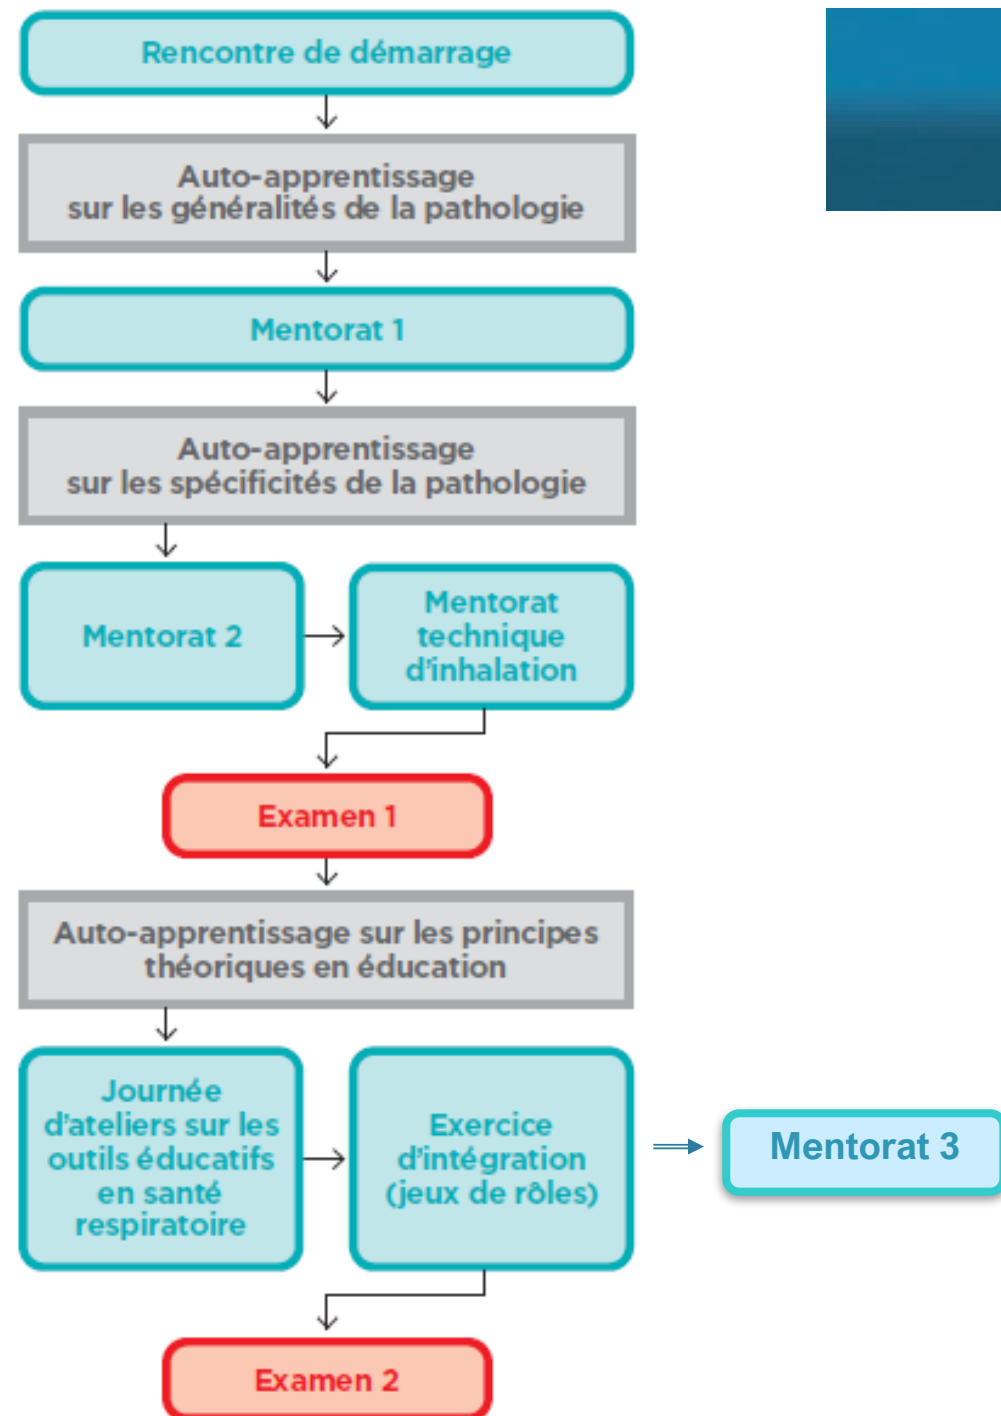 Rencontre de démarrage
Auto-apprentissage
sur les généralités de la pathologie
Mentorat 1
Auto-apprentissage
sur les spécificités de la pathologie
Mentorat 2
Mentorat
technique
d'inhalation
Examen 1
Auto-apprentissage sur les principes
théoriques en éducation
Journée
d'ateliers sur les
outils éducatifs
en santé
respiratoire
Exercice
d'intégration
(jeux de rôles)
Mentorat 3
Examen 2